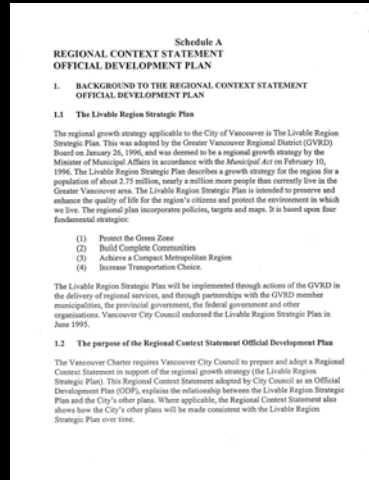 Schedule A
REGIONAL CONTEXT STATEMENT
OFFICIAL DEVELOPMENT PLAN
1. BACKGROUND TO THE REGIONAL CONTEXT STATEMENT
OFFICIAL DEVELOPMENT PLAN
1.1 The Livable Region Strategic Plan
The regional growth strategy applicable to the City of Vancouver is The Livable Region
Strategic Plan. This was adopted by the Greater Vancouver Regional District (GVRD)
Board on January 26, 1996, and was deemed to be a regional growth strategy by the
Minister of Municipal Affairs in accordance with the Municipal Act on February 10,
1996. The Livable Region Strategic Plan describes a growth strategy for the region for a
population of about 2.75 million, nearly a million more people than currently live in the
Greater Vancouver area. The Livable Region Strategic Plan is intended to preserve and
enhance the quality of life for the region's citizens and protect the environment in which
we live. The regional plan incorporates policies, targets and maps. It is based upon four
fundamental strategies:
(1) Protect the Green Zone
(2) Build Complete Communities
(3) Achieve a Compact Metropolitan Region
(4) Increase Transportation Choice.
The Livable Region Strategic Plan will be implemented through actions of the GVRD in
the delivery of regional services, and through partnerships with the GVRD member
municipalities, the provincial government, the federal government and other
organisations. Vancouver City Council endorsed the Livable Region Strategic Plan in
June 1995.
1.2 The purpose of the Regional Context Statement Official Development Plan
The Vancouver Charter requires Vancouver City Council to prepare and adopt a Regional
Context Statement in support of the regional growth strategy (the Livable Region
Strategic Plan). This Regional Context Statement adopted by City Council as an Official
Development Plan (ODP), explains the relationship between the Livable Region Strategic
Plan and the City's other plans. Where applicable, the Regional Context Statement also
shows how the City's other plans will be made consistent with the Livable Region
Strategic Plan over time.